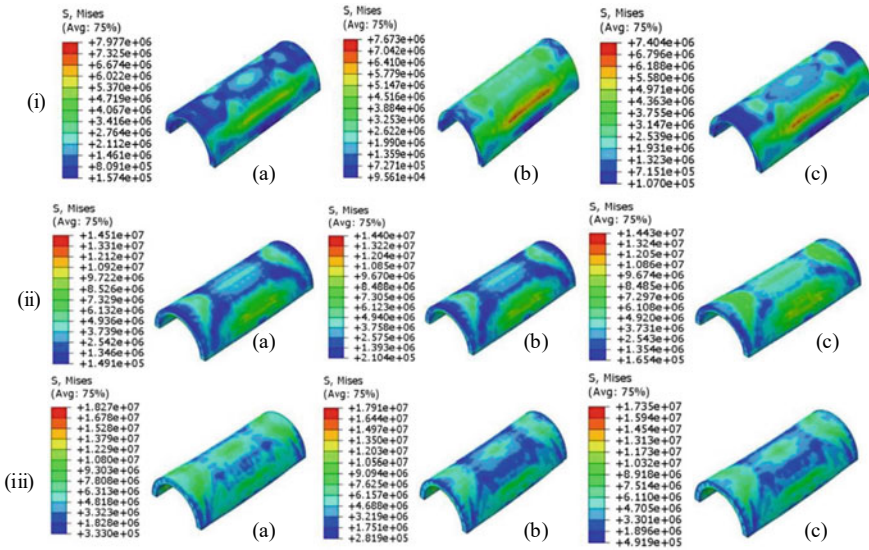 S, Mises
(Avg: 75%)
+7.977e+06
+7.325e+06
+6.674e+06
+6.022e+06
+5.370e+06
+4.719e+06
+4.067e+06
+3.416e+06
+2.764e+06
+2.112e+06
+1.461e+06
+8.091e+05
+1.574e+05
(a)
S, Mises
(Avg: 75%)
+7.673e+06
+7.042e+06
+6.410e+06
+5.779e+06
+5.147e+06
+4.516e+06
+3.884e+06
+3.253e+06
+2.622e+06
+1.990e+06
+1.359e+06
+7.271e+05
+9.561e+04
(b)
S, Mises
(Avg: 75%)
+7.404e+06
+6.796e+06
+6.188e+06
+5.580e+06
+4.971e+06
+4.363e+06
+3.755e+06
+3.147e+06
+2.539e+06
+1.931e+06
+1.323e+06
+7.151e+05
+1.070e+05
(c)
(i)
S, Mises
(Avg: 75%)
+1.451e+07
+1.331e+07
+1.212e+07
+1.092e+07
+9.722e+06
+8.526e+06
+7.329e+06
+6.132e+06
+4.936e+06
+3.739e+06
+2.542e+06
+1.346e+06
+1.491e+05
(a)
S, Mises
(Avg: 75%)
+1.440e+07
+1.322e+07
+1.204e+07
+1.085e+07
+9.670e+06
+8.488e+06
+7.305e+06
+6.123e+06
+4.940e+06
+3.758e+06
+2.575e+06
+1.393e+06
+2.104e+05
(b)
S, Mises
(Avg: 75%)
+1.443e+07
+1.324e+07
+1.205e+07
+1.086e+07
+9.674e+06
+8.485e+06
+7.297e+06
+6.108e+06
+4.920e+06
+3.731e+06
+2.543e+06
+1.354e+06
+1.654e+05
(c)
(ii)
S, Mises
(Avg: 75%)
+1.827e+07
+1.678e+07
+1.528e+07
+1.379e+07
+1.229e+07
+1.080e+07
+9.303e+06
+7.808e+06
+6.313e+06
+4.818e+06
+3.323e+06
+1.828e+06
+3.330e+05
(a)
S, Mises
(Avg: 75%)
+1.791e+07
+1.644e+07
+1.497e+07
+1.350e+07
+1.203e+07
+1.056e+07
+9.094e+06
+7.625e+06
+6.157e+06
+4.688e+06
+3.219e+06
+1.751e+06
+2.819e+05
(b)
S, Mises
(Avg: 75%)
+1.735e+07
+1.594e+07
+1.454e+07
+1.313e+07
+1.173e+07
+1.032e+07
+8.918e+06
+7.514e+06
+6.110e+06
+4.705e+06
+3.301e+06
+1.896e+06
+4.919e+05
(c)
(iii)